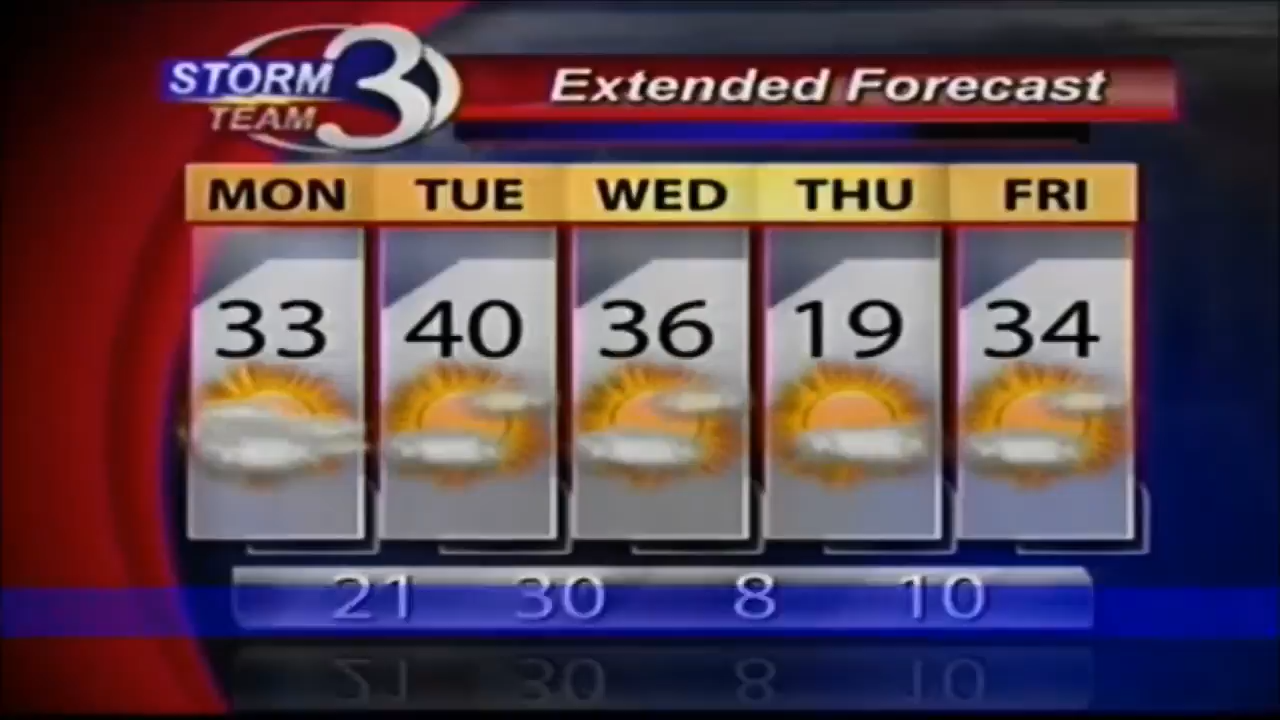 STORM 3
TEAM
Extended Forecast
MON TUE WED THU FRI
33 40 36 19 34
21 30 8 10